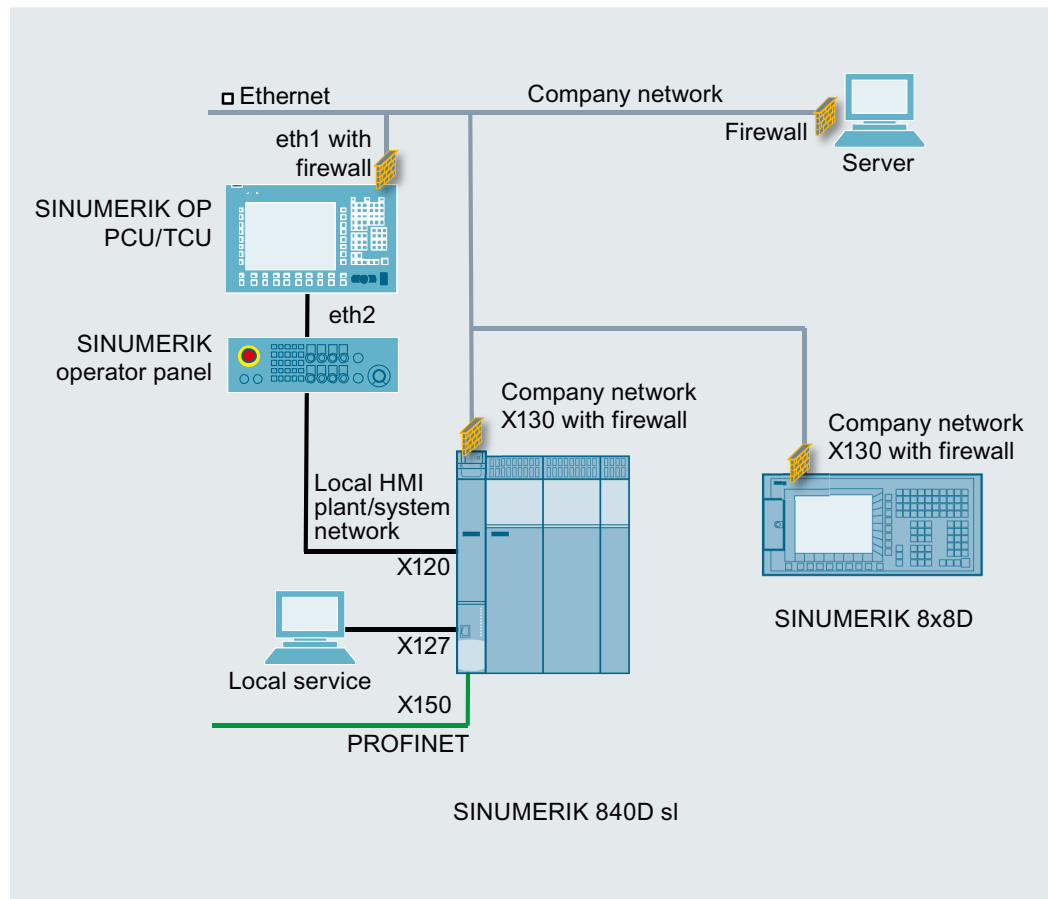 Ethernet
Company network
eth1 with
firewall
Firewall
Server
SINUMERIK OP
PCU/TCU
eth2
SINUMERIK
operator panel
Company network
X130 with firewall
Company network
X130 with firewall
Local HMI
plant/system
network
X120
SINUMERIK 8x8D
X127
Local service
X150
PROFINET
SINUMERIK 840D sl